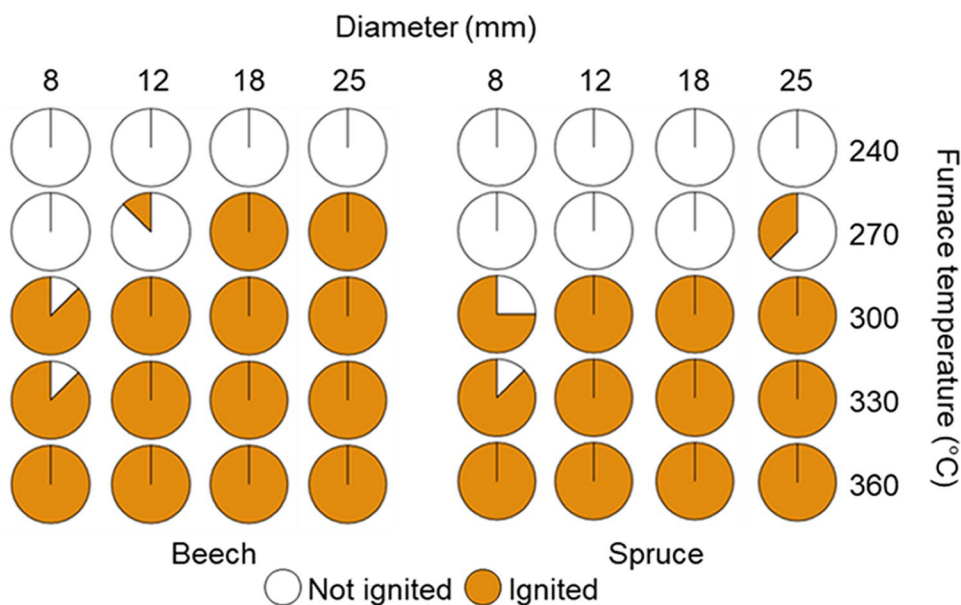 Diameter (mm)
8 12 18 25 8 12 18 25
240
270
300
330
360
Furnace temperature (°C)
Beech Spruce
Not ignited Ignited